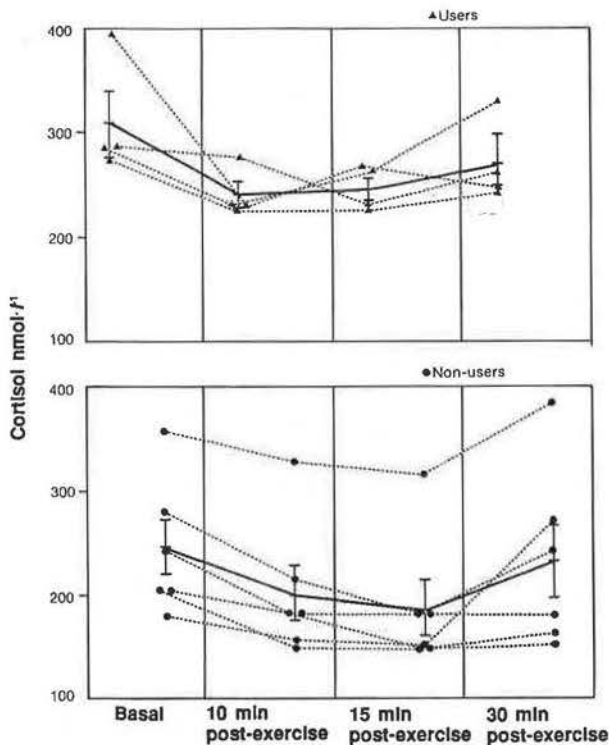 ▲Users
400
300
200
100
Cortisol nmol·l¹
●Non-users
400
300
200
100
Basal
10 min
post-exercise
15 min
post-exercise
30 min
post-exercise